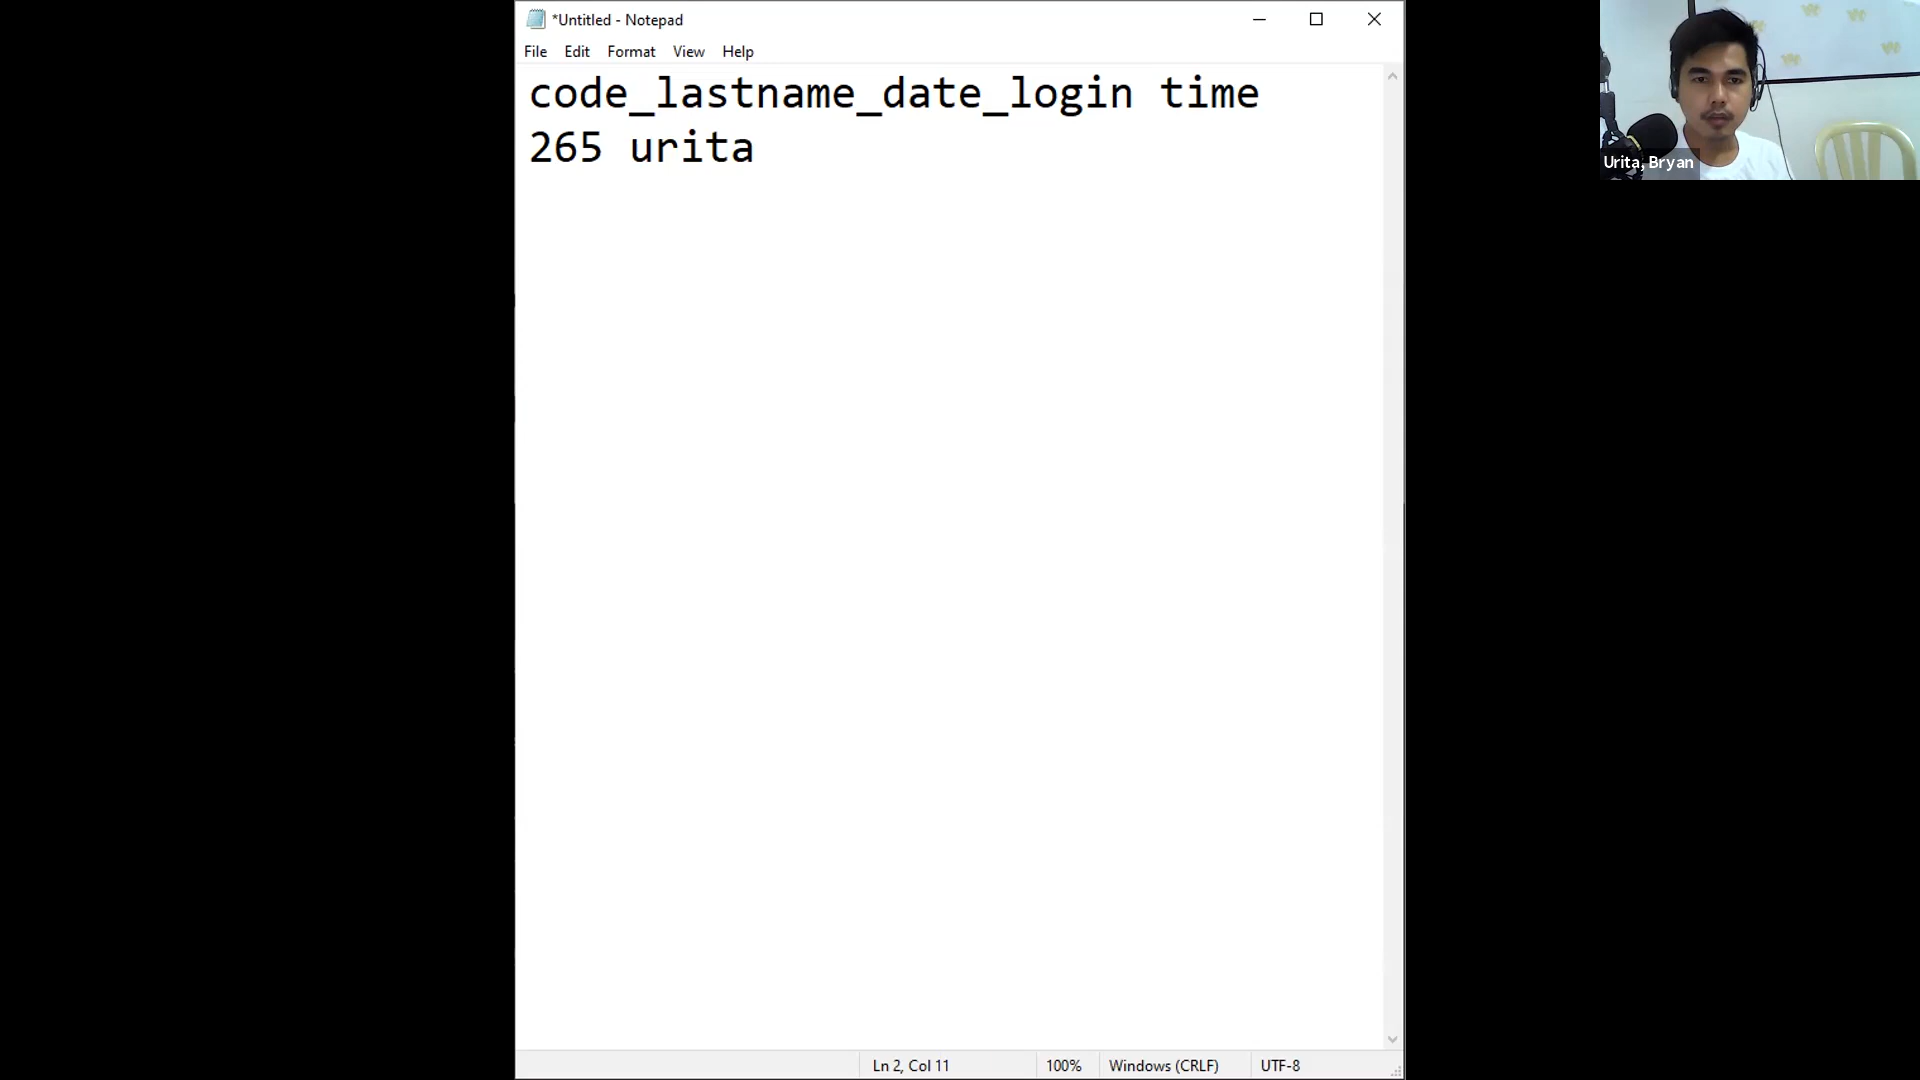 *Untitled - Notepad
File Edit Format View Help
code_lastname_date_login time
265 urita
Ln 2, Col 11 100% Windows (CRLF) UTF-8
Urita, Bryan